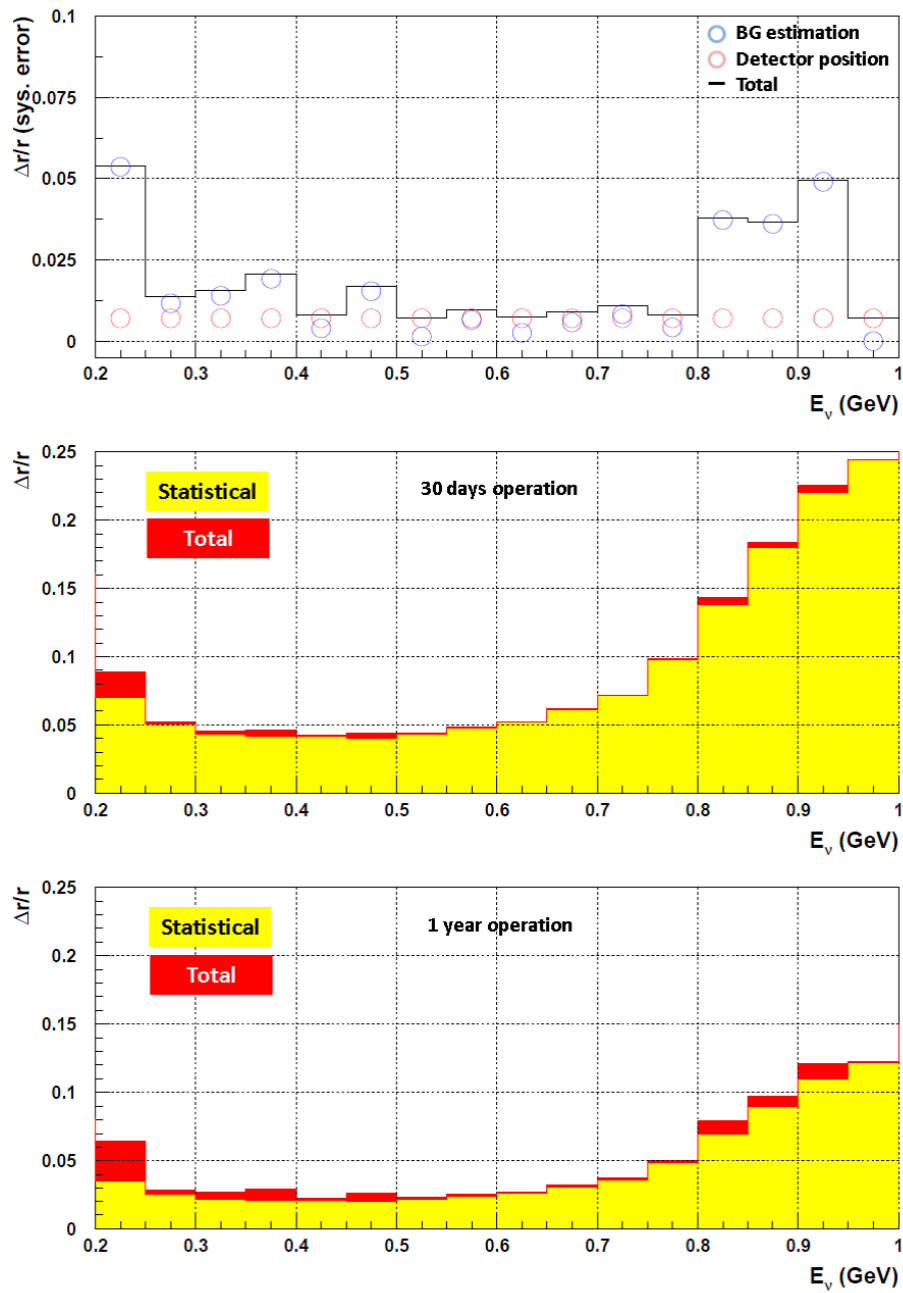 Δr/r (sys. error)
0.1
0.075
0.05
0.025
0
BG estimation
Detector position
Total
0.2 0.3 0.4 0.5 0.6 0.7 0.8 0.9 1
Eν (GeV)
Δr/r
0.25
0.2
0.15
0.1
0.05
0
Statistical
Total
30 days operation
0.2 0.3 0.4 0.5 0.6 0.7 0.8 0.9 1
Eν (GeV)
Δr/r
0.25
0.2
0.15
0.1
0.05
0
Statistical
Total
1 year operation
0.2 0.3 0.4 0.5 0.6 0.7 0.8 0.9 1
Eν (GeV)